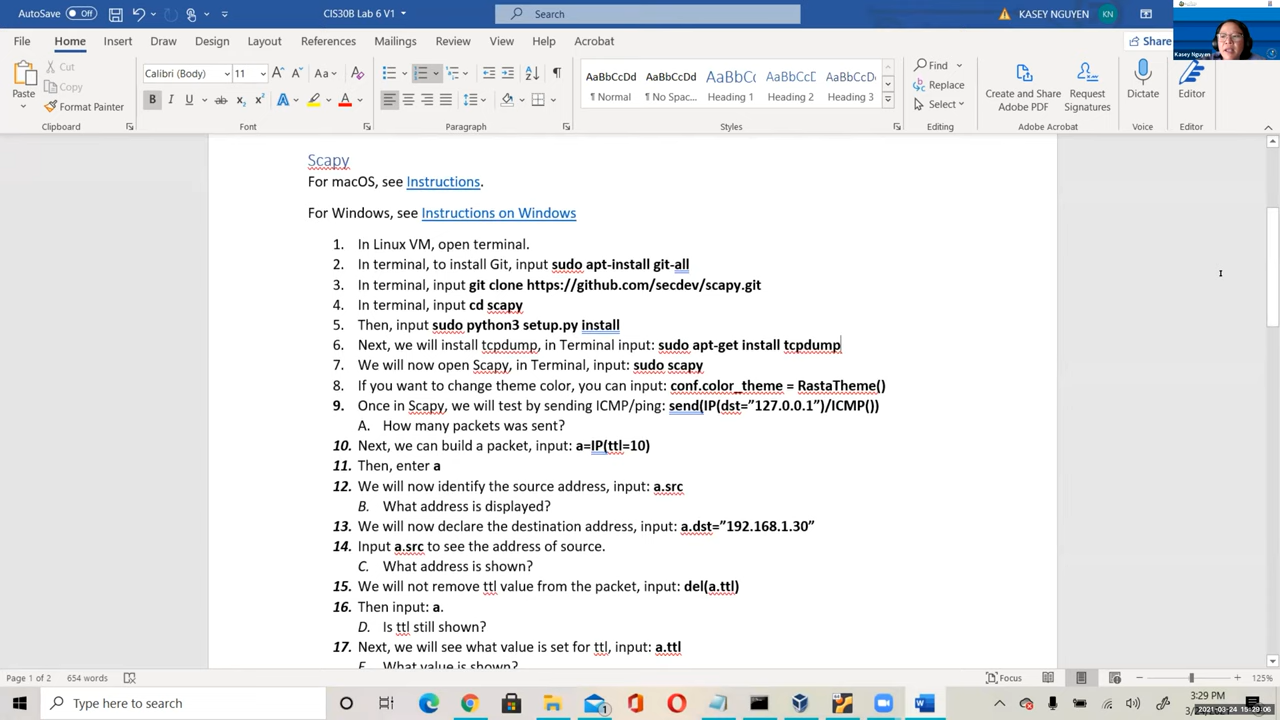 AutoSave Off CIS30B Lab 6 V1 Search KASEY NGUYEN KN
Kasey Nguyen
File Home Insert Draw Design Layout References Mailings Review View Help Acrobat Share
Cut
Copy
Format Painter
Paste
Calibri (Body) 11
AaBbCcDd AaBbCcDd AaBbCc AaBbCcDd AaBbCcDd
¶ Normal ¶ No Spac... Heading 1 Heading 2 Heading 3
Find
Replace
Select
Create and Share Adobe PDF
Request Signatures
Dictate
Editor
Clipboard Font Paragraph Styles Editing Adobe Acrobat Voice Editor
Scapy
For macOS, see Instructions.
For Windows, see Instructions on Windows
1. In Linux VM, open terminal.
2. In terminal, to install Git, input sudo apt-install git-all
3. In terminal, input git clone https://github.com/secdev/scapy.git
4. In terminal, input cd scapy
5. Then, input sudo python3 setup.py install
6. Next, we will install tcpdump, in Terminal input: sudo apt-get install tcpdump
7. We will now open Scapy, in Terminal, input: sudo scapy
8. If you want to change theme color, you can input: conf.color_theme = RastaTheme()
9. Once in Scapy, we will test by sending ICMP/ping: send(IP(dst=”127.0.0.1”)/ICMP())
A. How many packets was sent?
10. Next, we can build a packet, input: a=IP(ttl=10)
11. Then, enter a
12. We will now identify the source address, input: a.src
B. What address is displayed?
13. We will now declare the destination address, input: a.dst=”192.168.1.30”
14. Input a.src to see the address of source.
C. What address is shown?
15. We will not remove ttl value from the packet, input: del(a.ttl)
16. Then input: a.
D. Is ttl still shown?
17. Next, we will see what value is set for ttl, input: a.ttl
E. What value is shown?
Page 1 of 2 654 words Focus 125%
Type here to search
3:29 PM
2021-03-24 15:29:06